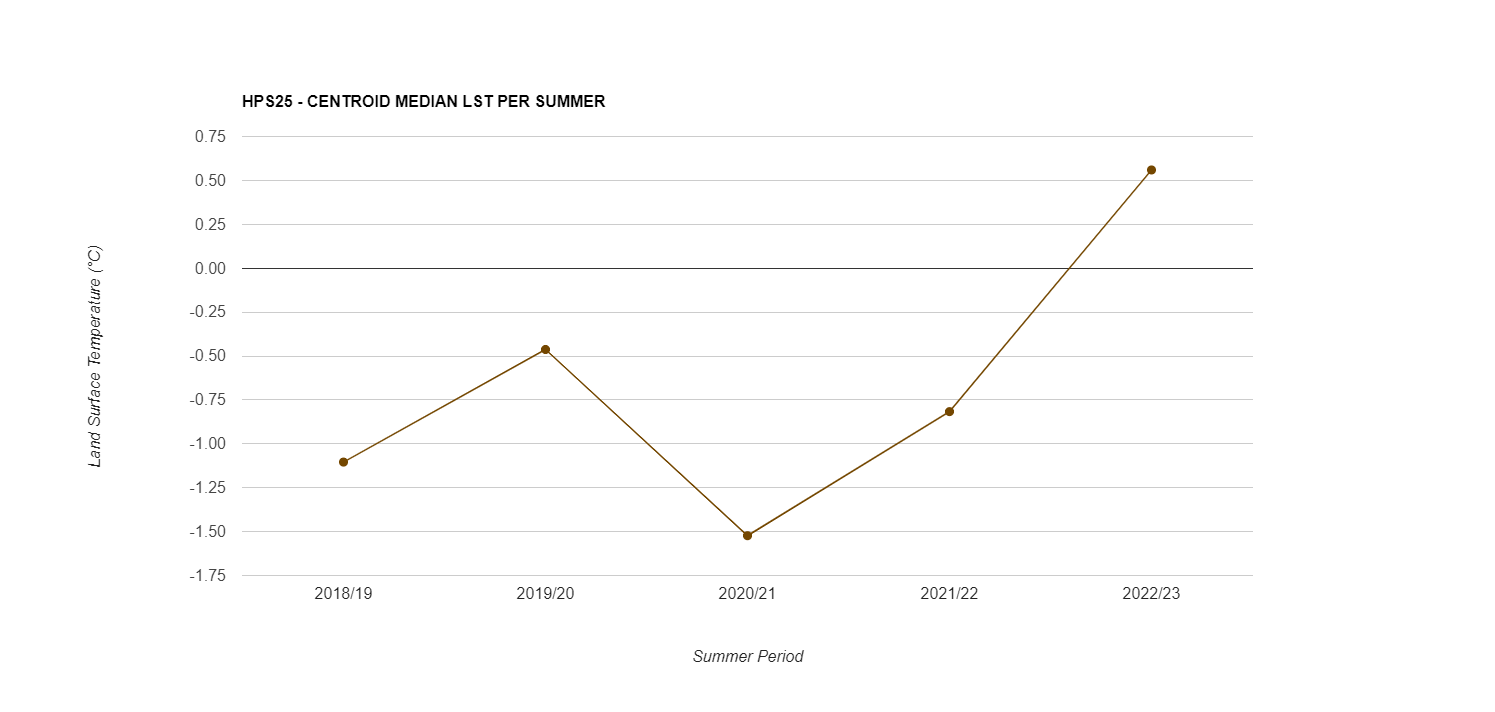 HPS25 - CENTROID MEDIAN LST PER SUMMER
0.75
0.50
0.25
0.00
-0.25
-0.50
-0.75
-1.00
-1.25
-1.50
-1.75
Land Surface Temperature (°C)
2018/19 2019/20 2020/21 2021/22 2022/23
Summer Period